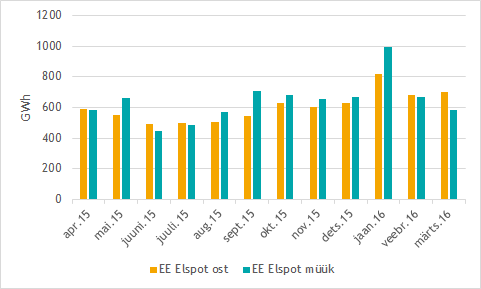 1200
1000
800
600
400
200
0
GWh
apr.15
mai.15
juuni.15
juuli.15
aug.15
sept.15
okt.15
nov.15
dets.15
jaan.16
veebr.16
märts.16
EE Elspot ost
EE Elspot müük